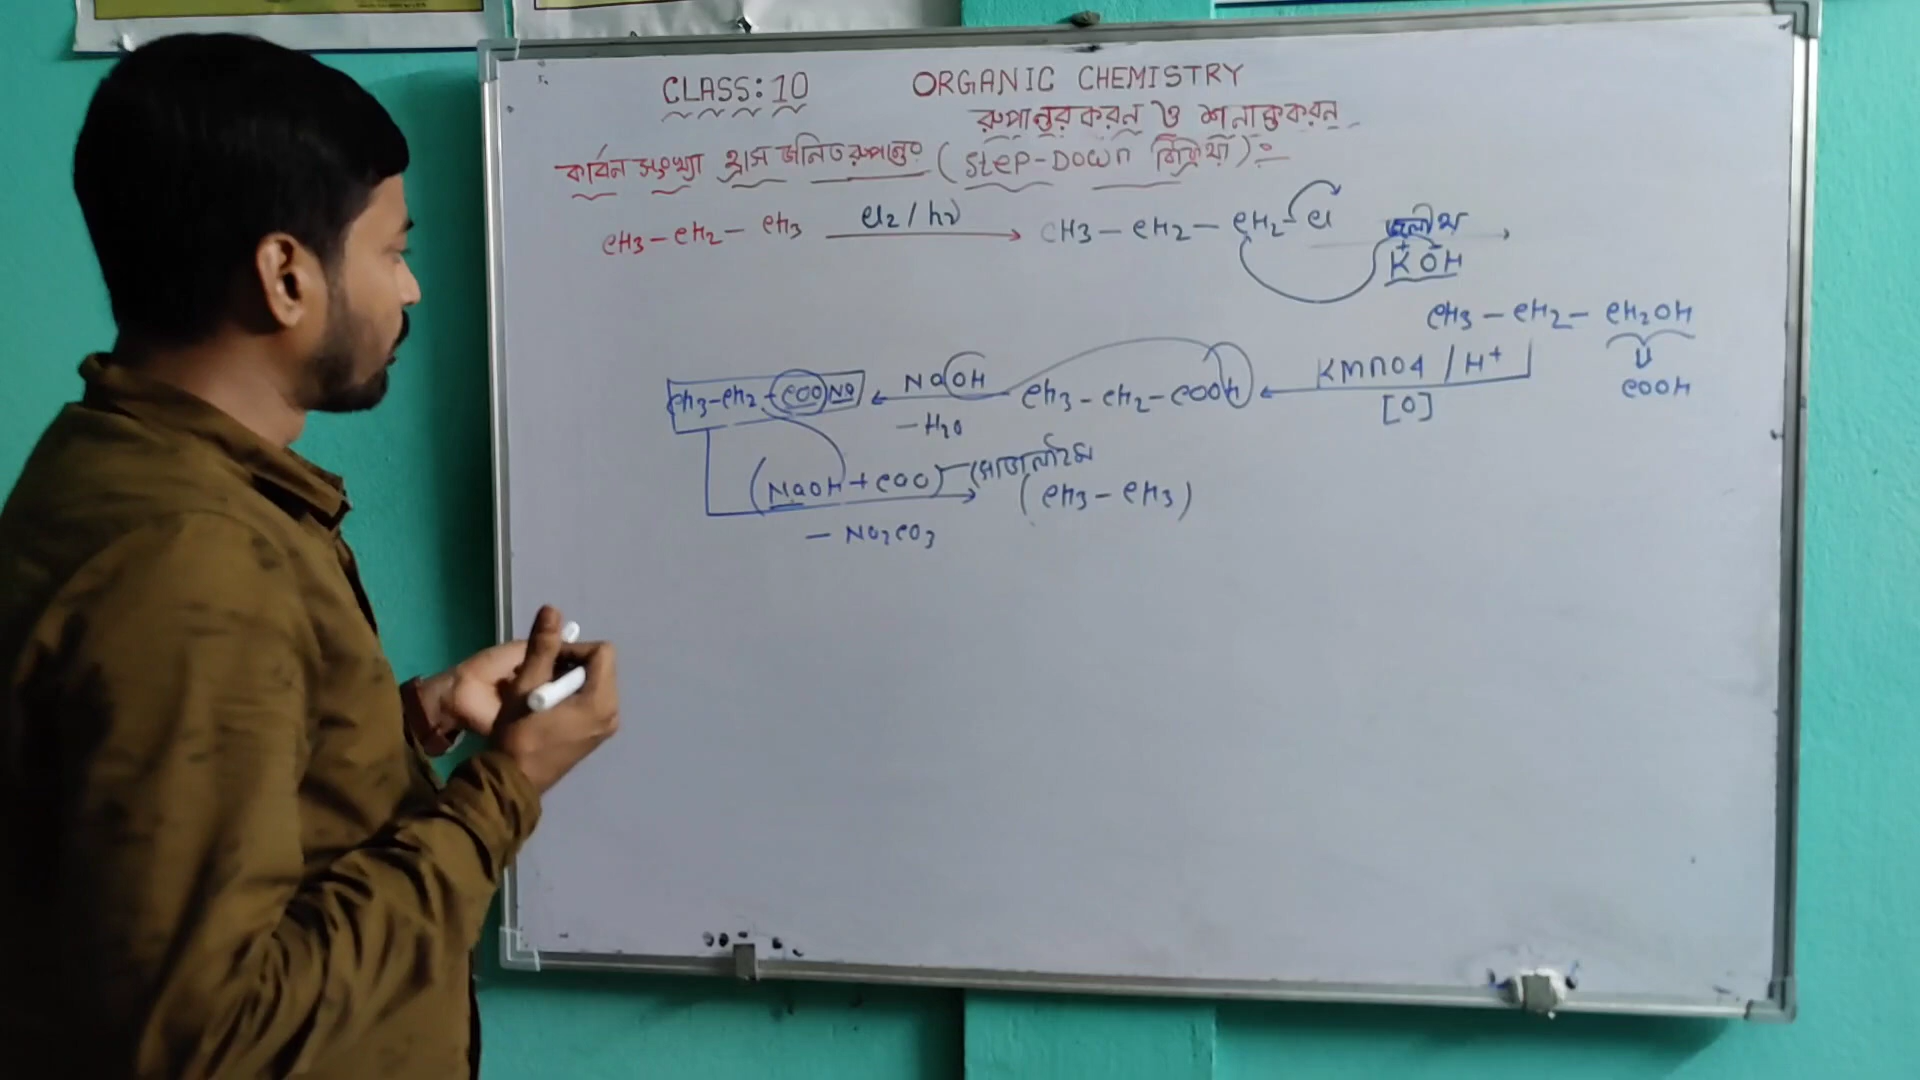 CLASS: 10 ORGANIC CHEMISTRY
রুপান্তরকরন ও শনাক্তকরন
কার্বন সংখ্যা হ্রাস জনিত রুপান্তর (Step-Down বিক্রিয়া) :
CH3 - CH2 - CH3 Cl2 / hν CH3 - CH2 - CH2 - Cl জলীয়
K+ OH-
CH3 - CH2 - CH2OH
COOH
KMnO4 / H+
[O]
CH3-CH2-COONa NaOH CH3 - CH2-COOH
- H2O
(NaOH + CaO) সোডালাইম
(CH3 - CH3)
- Na2CO3